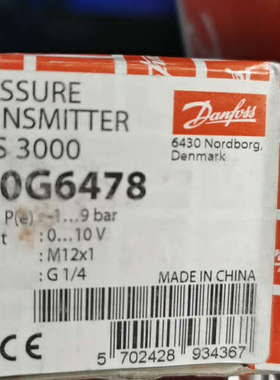 SSURE
NSMITTER
S 3000
Danfoss
6430 Nordborg,
Denmark
0G6478
P(e) : -1...9 bar
t : 0...10 V
: M12x1
: G 1/4
MADE IN CHINA
CE
5 702428 934367